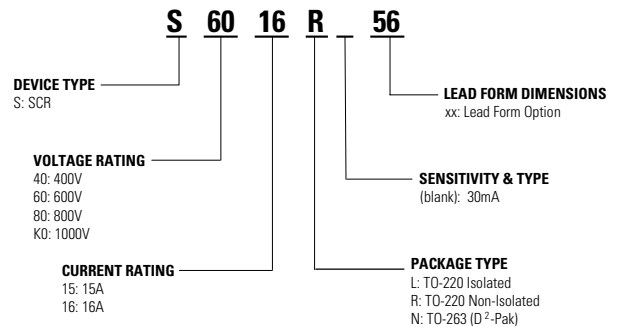 S 60 16 R _ 56
DEVICE TYPE
S: SCR
VOLTAGE RATING
40: 400V
60: 600V
80: 800V
K0: 1000V
CURRENT RATING
15: 15A
16: 16A
LEAD FORM DIMENSIONS
xx: Lead Form Option
SENSITIVITY & TYPE
(blank): 30mA
PACKAGE TYPE
L: TO-220 Isolated
R: TO-220 Non-Isolated
N: TO-263 (D²-Pak)